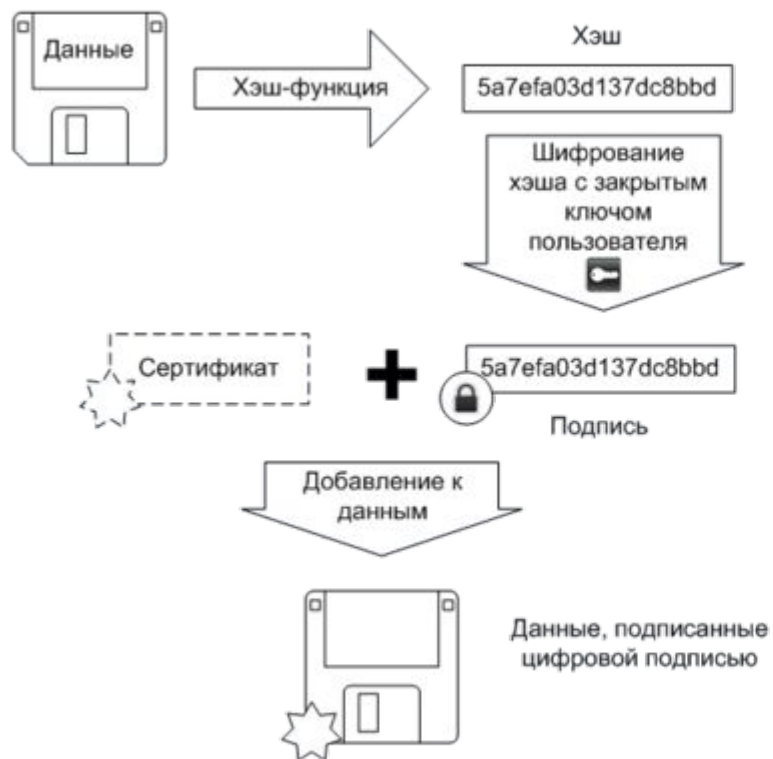 Данные
Хэш-функция
Хэш
5a7efa03d137dc8bbd
Шифрование
хэша с закрытым
ключом
пользователя
Сертификат
5a7efa03d137dc8bbd
Подпись
Добавление к
данным
Данные, подписанные
цифровой подписью